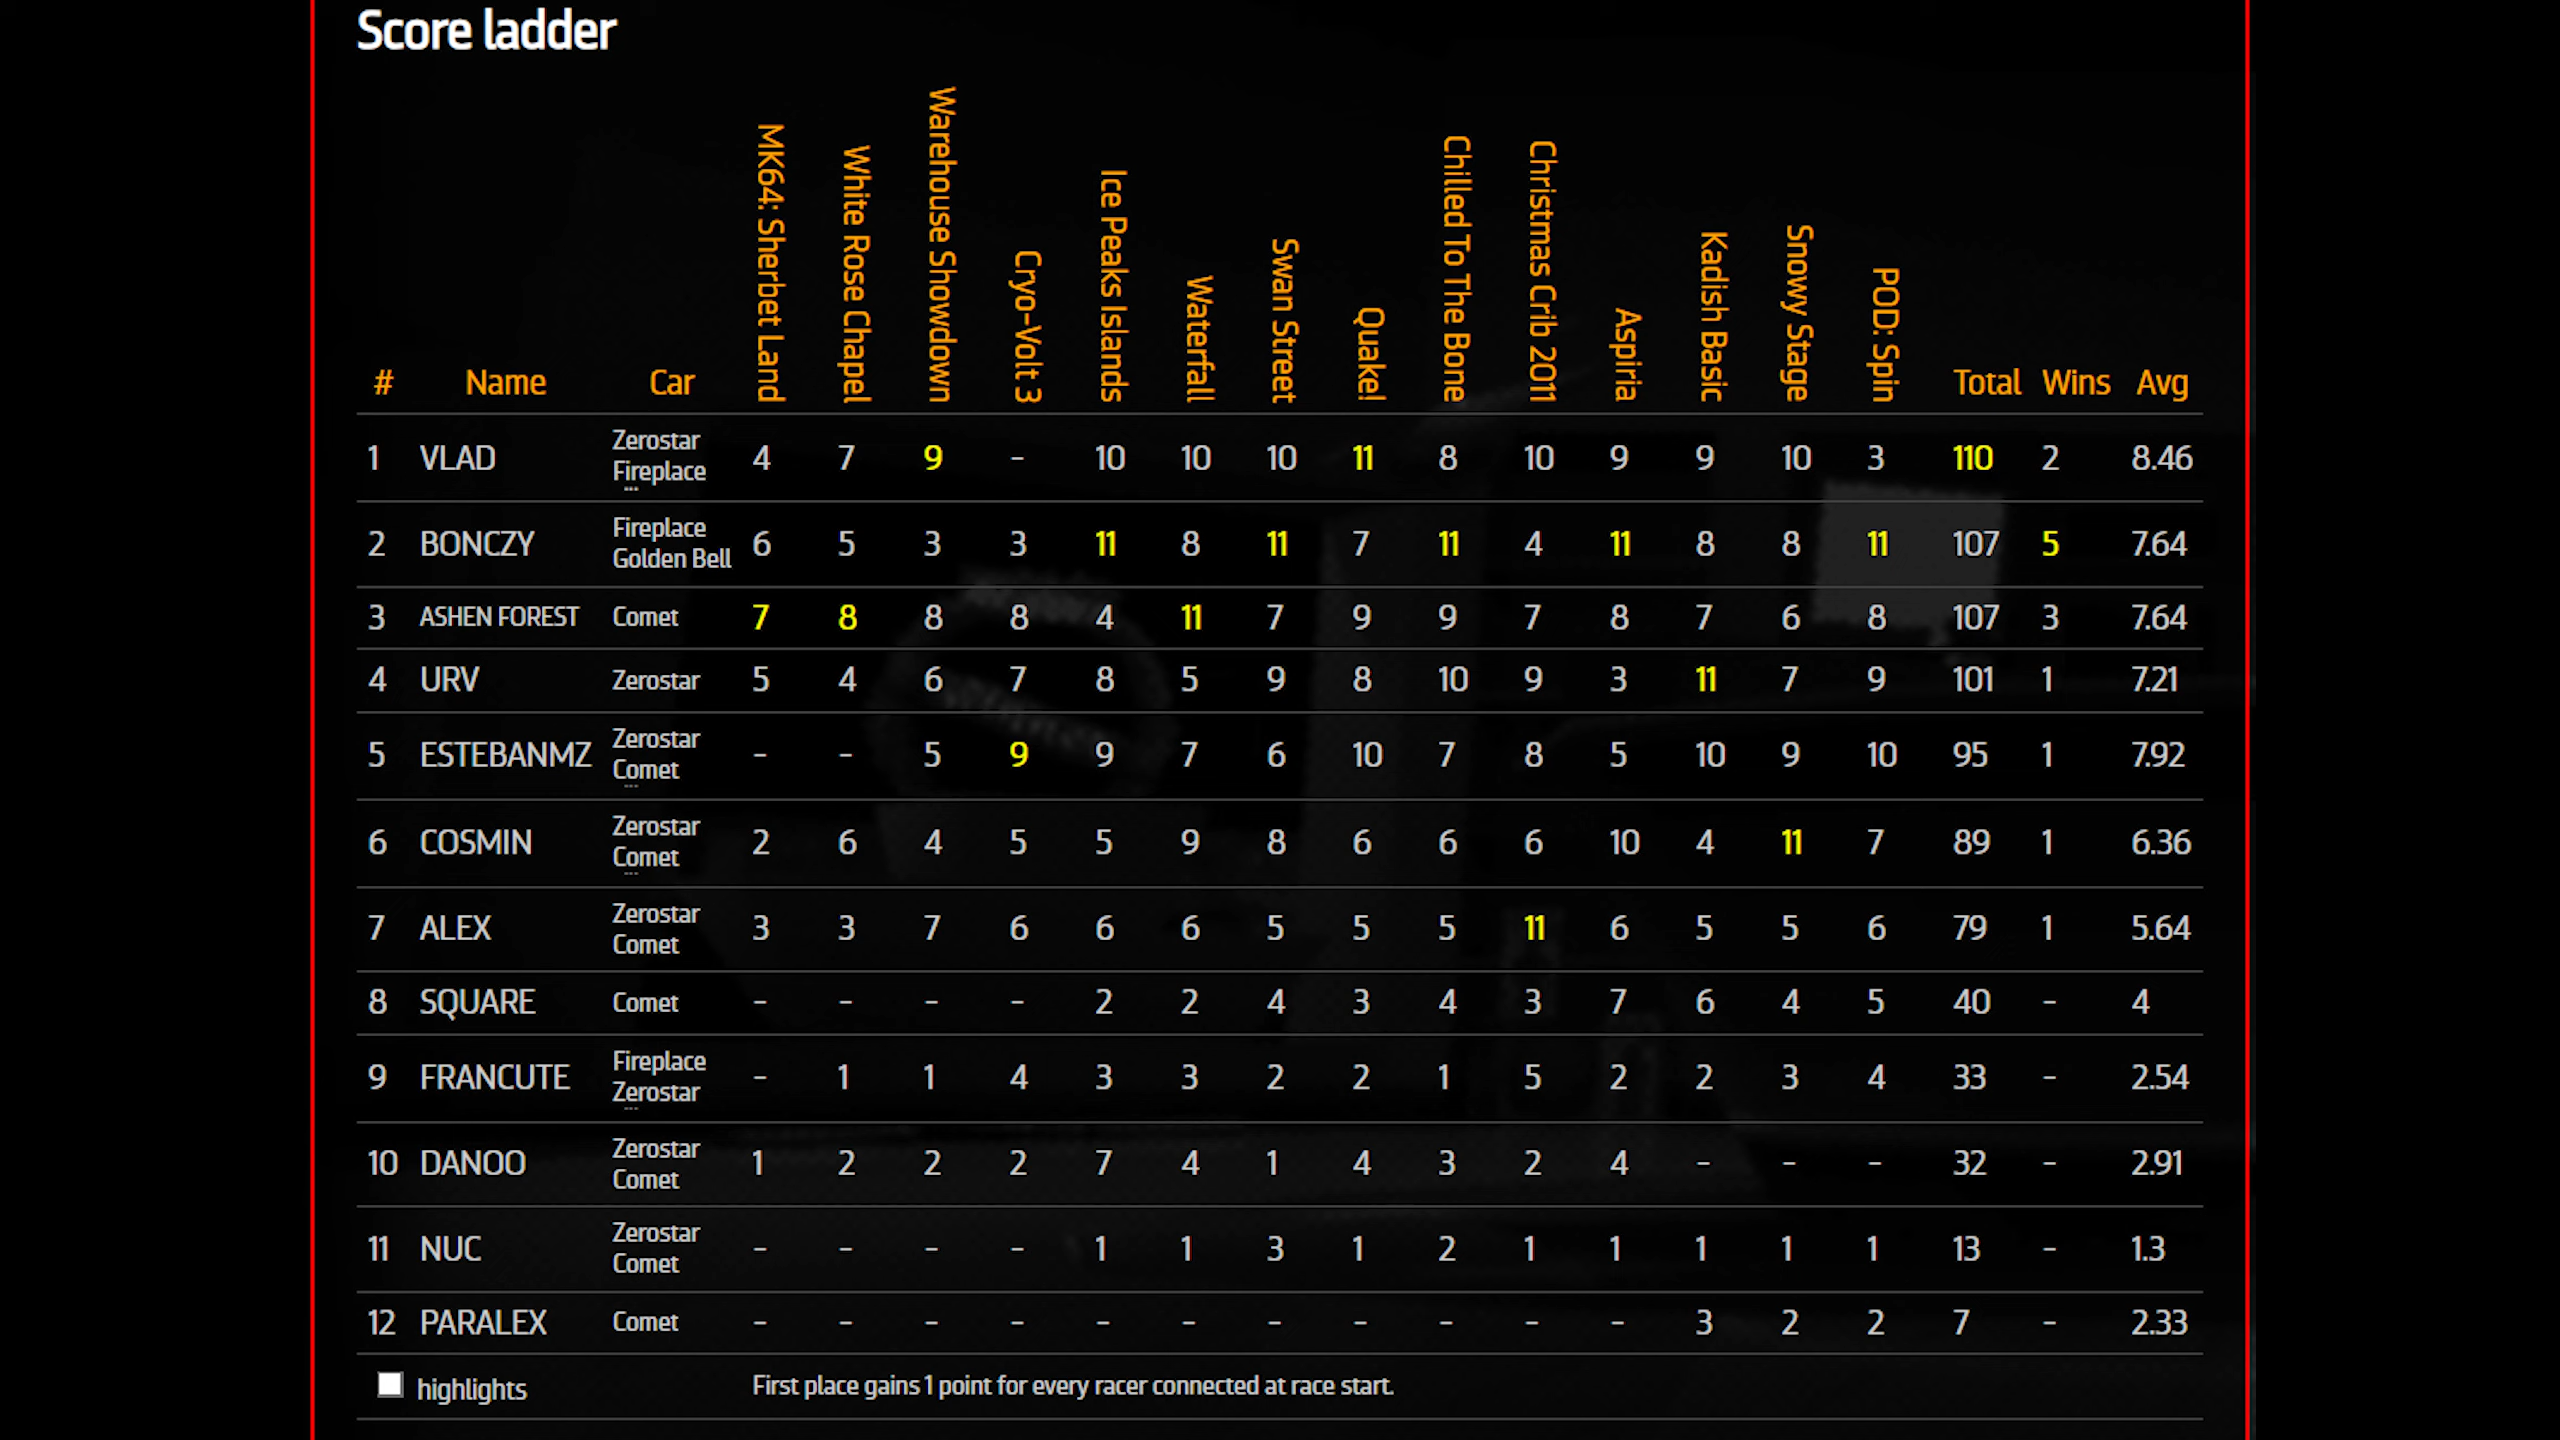 Score ladder
# Name Car MK64: Sherbet Land White Rose Chapel Warehouse Showdown Cryo-Volt 3 Ice Peaks Islands Waterfall Swan Street Quake! Chilled To The Bone Christmas Crib 2011 Aspiria Kadish Basic Snowy Stage POD: Spin Total Wins Avg
1 VLAD Zerostar Fireplace ... 4 7 9 - 10 10 10 11 8 10 9 9 10 3 110 2 8.46
2 BONCZY Fireplace Golden Bell 6 5 3 3 11 8 11 7 11 4 11 8 8 11 107 5 7.64
3 ASHEN FOREST Comet 7 8 8 8 4 11 7 9 9 7 8 7 6 8 107 3 7.64
4 URV Zerostar 5 4 6 7 8 5 9 8 10 9 3 11 7 9 101 1 7.21
5 ESTEBANMZ Zerostar Comet ... - - 5 9 9 7 6 10 7 8 5 10 9 10 95 1 7.92
6 COSMIN Zerostar Comet ... 2 6 4 5 5 9 8 6 6 6 10 4 11 7 89 1 6.36
7 ALEX Zerostar Comet 3 3 7 6 6 6 5 5 5 11 6 5 5 6 79 1 5.64
8 SQUARE Comet - - - - 2 2 4 3 4 3 7 6 4 5 40 - 4
9 FRANCUTE Fireplace Zerostar ... - 1 1 4 3 3 2 2 1 5 2 2 3 4 33 - 2.54
10 DANOO Zerostar Comet 1 2 2 2 7 4 1 4 3 2 4 - - - 32 - 2.91
11 NUC Zerostar Comet - - - - 1 1 3 1 2 1 1 1 1 1 13 - 1.3
12 PARALEX Comet - - - - - - - - - - - 3 2 2 7 - 2.33
highlights First place gains 1 point for every racer connected at race start.